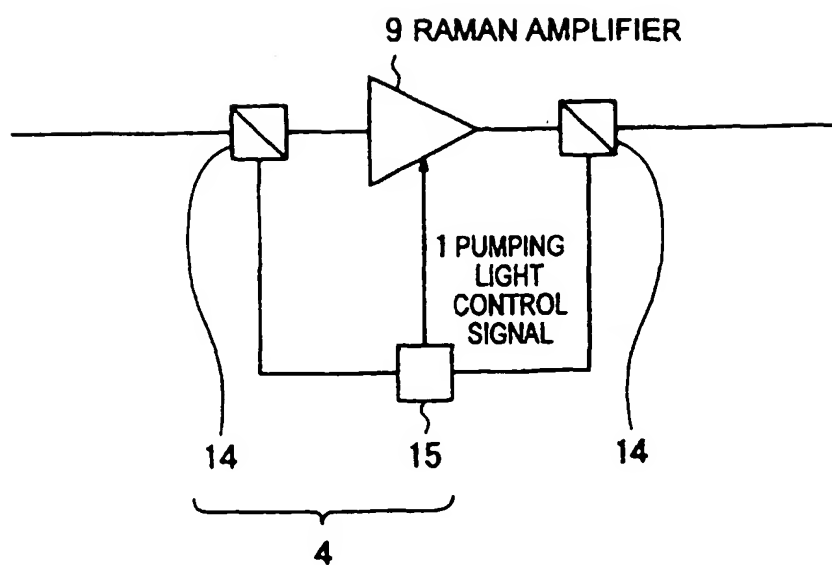 9 RAMAN AMPLIFIER
1 PUMPING
LIGHT
CONTROL
SIGNAL
14
15
14
4